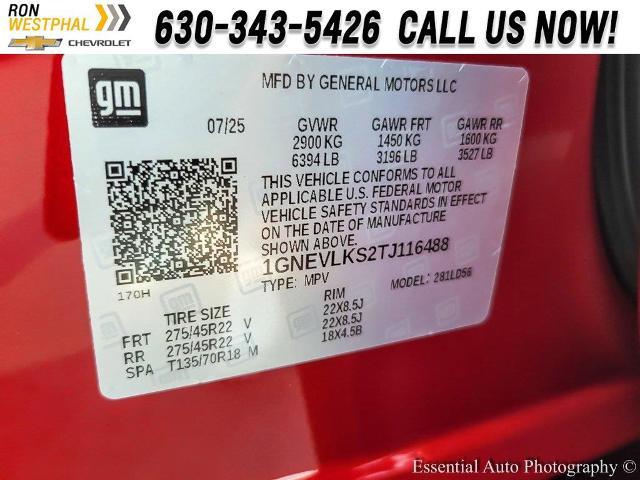 RON
WESTPHAL
CHEVROLET
630-343-5426 CALL US NOW!
gm
MFD BY GENERAL MOTORS LLC
07/25 GVWR GAWR FRT GAWR RR
2900 KG 1450 KG 1600 KG
6394 LB 3196 LB 3527 LB
THIS VEHICLE CONFORMS TO ALL
APPLICABLE U.S. FEDERAL MOTOR
VEHICLE SAFETY STANDARDS IN EFFECT
ON THE DATE OF MANUFACTURE
SHOWN ABOVE.
1GNEVLKS2TJ116488
170H
TYPE: MPV MODEL: 281LD56
TIRE SIZE RIM
FRT 275/45R22 V 22X8.5J
RR 275/45R22 V 22X8.5J
SPA T135/70R18 M 18X4.5B
Essential Auto Photography (C)